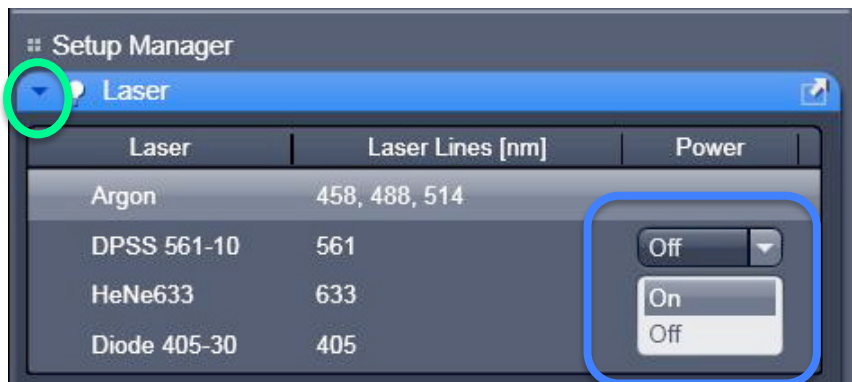 Setup Manager
Laser
Laser Laser Lines [nm] Power
Argon 458, 488, 514
DPSS 561-10 561 Off
HeNe633 633 On
Off
Diode 405-30 405